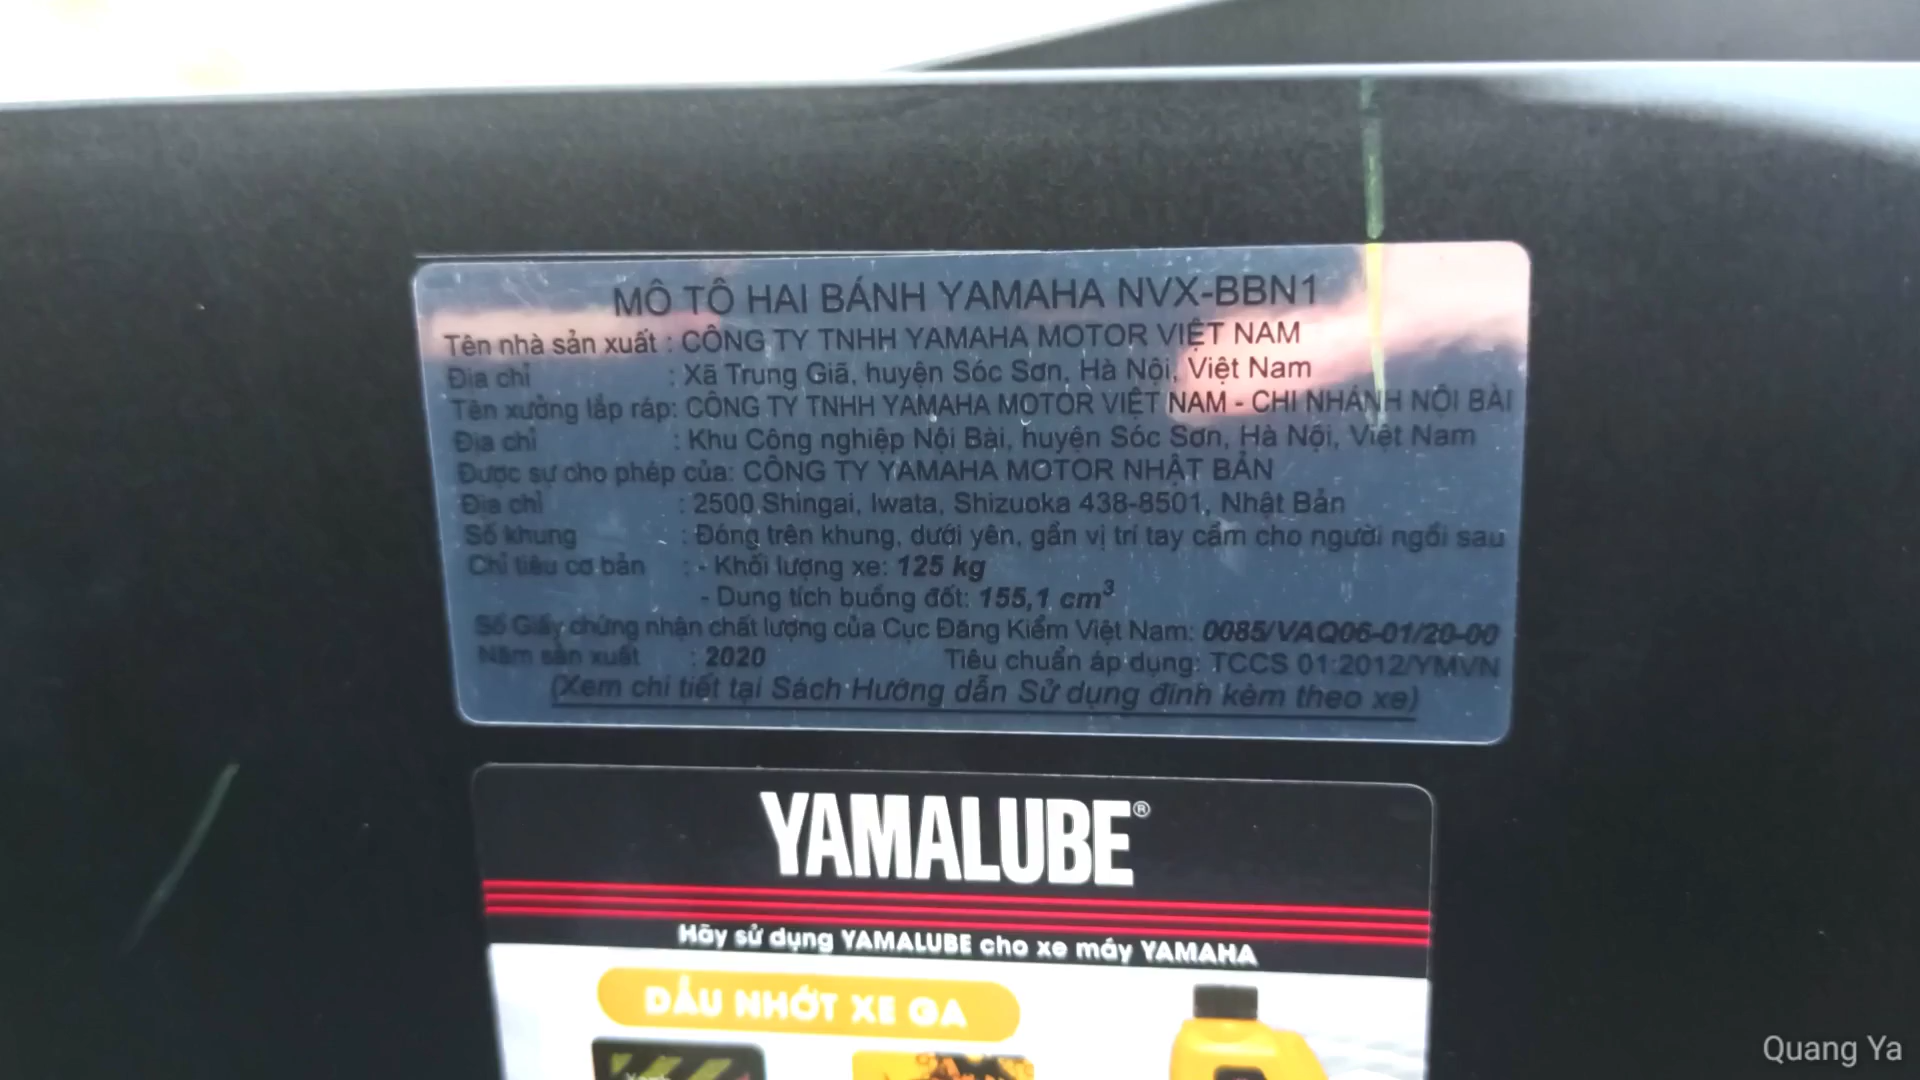 MÔ TÔ HAI BÁNH YAMAHA NVX-BBN1
Tên nhà sản xuất : CÔNG TY TNHH YAMAHA MOTOR VIỆT NAM
Địa chỉ : Xã Trung Giã, huyện Sóc Sơn, Hà Nội, Việt Nam
Tên xưởng lắp ráp: CÔNG TY TNHH YAMAHA MOTOR VIỆT NAM - CHI NHÁNH NỘI BÀI
Địa chỉ : Khu Công nghiệp Nội Bài, huyện Sóc Sơn, Hà Nội, Việt Nam
Được sự cho phép của: CÔNG TY YAMAHA MOTOR NHẬT BẢN
Địa chỉ : 2500 Shingai, Iwata, Shizuoka 438-8501, Nhật Bản
Số khung : Đóng trên khung, dưới yên, gần vị trí tay cầm cho người ngồi sau
Chỉ tiêu cơ bản : - Khối lượng xe: 125 kg
- Dung tích buồng đốt: 155,1 cm³
Số Giấy chứng nhận chất lượng của Cục Đăng Kiểm Việt Nam: 0085/VAQ06-01/20-00
Năm sản xuất : 2020 Tiêu chuẩn áp dụng: TCCS 01:2012/YMVN
(Xem chi tiết tại Sách Hướng dẫn Sử dụng đính kèm theo xe)
YAMALUBE®
Hãy sử dụng YAMALUBE cho xe máy YAMAHA
DẦU NHỚT XE GA
Quang Ya